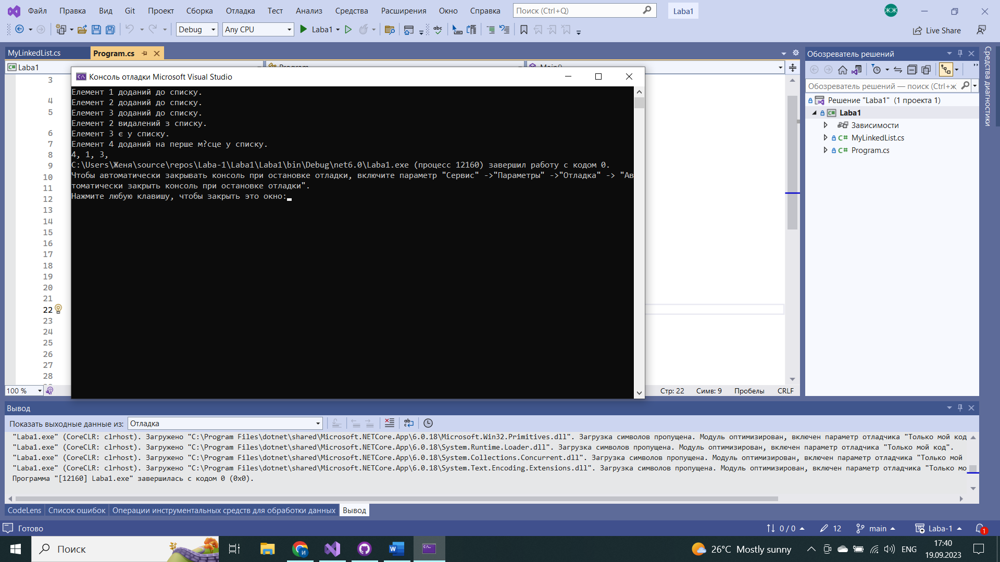 Файл Правка Вид Git Проект Сборка Отладка Тест Анализ Средства Расширения Окно Справка Поиск (Ctrl+Q) Laba1 ЖЖ
Debug Any CPU Laba1 Live Share
MyLinkedList.cs Program.cs
Laba1
Консоль отладки Microsoft Visual Studio
Елемент 1 доданий до списку.
Елемент 2 доданий до списку.
Елемент 3 доданий до списку.
Елемент 2 видалений з списку.
Елемент 3 є у списку.
Елемент 4 доданий на перше м?сце у списку.
4, 1, 3,
C:\Users\Женя\source\repos\Laba-1\Laba1\Laba1\bin\Debug\net6.0\Laba1.exe (процесс 12160) завершил работу с кодом 0.
Чтобы автоматически закрывать консоль при остановке отладки, включите параметр "Сервис" ->"Параметры" ->"Отладка" -> "Ав
томатически закрыть консоль при остановке отладки".
Нажмите любую клавишу, чтобы закрыть это окно:
3
4
5
6
7
8
9
10
11
12
13
14
15
16
17
18
19
20
21
22
23
24
25
26
27
28
100 % Стр: 22 Симв: 9 Пробелы CRLF
Обозреватель решений
Обозреватель решений — поиск (Ctrl+ж
Решение "Laba1" (1 проекта 1)
Laba1
Зависимости
MyLinkedList.cs
Program.cs
Средства диагностики
Вывод
Показать выходные данные из: Отладка
"Laba1.exe" (CoreCLR: clrhost). Загружено "C:\Program Files\dotnet\shared\Microsoft.NETCore.App\6.0.18\Microsoft.Win32.Primitives.dll". Загрузка символов пропущена. Модуль оптимизирован, включен параметр отладчика "Только мой код
"Laba1.exe" (CoreCLR: clrhost). Загружено "C:\Program Files\dotnet\shared\Microsoft.NETCore.App\6.0.18\System.Runtime.Loader.dll". Загрузка символов пропущена. Модуль оптимизирован, включен параметр отладчика "Только мой код".
"Laba1.exe" (CoreCLR: clrhost). Загружено "C:\Program Files\dotnet\shared\Microsoft.NETCore.App\6.0.18\System.Collections.Concurrent.dll". Загрузка символов пропущена. Модуль оптимизирован, включен параметр отладчика "Только мой
"Laba1.exe" (CoreCLR: clrhost). Загружено "C:\Program Files\dotnet\shared\Microsoft.NETCore.App\6.0.18\System.Text.Encoding.Extensions.dll". Загрузка символов пропущена. Модуль оптимизирован, включен параметр отладчика "Только мо
Программа "[12160] Laba1.exe" завершилась с кодом 0 (0x0).
CodeLens Список ошибок Операции инструментальных средств для обработки данных Вывод
Готово 0 / 0 12 main Laba-1 1
Поиск 26°C Mostly sunny ENG 17:40
19.09.2023